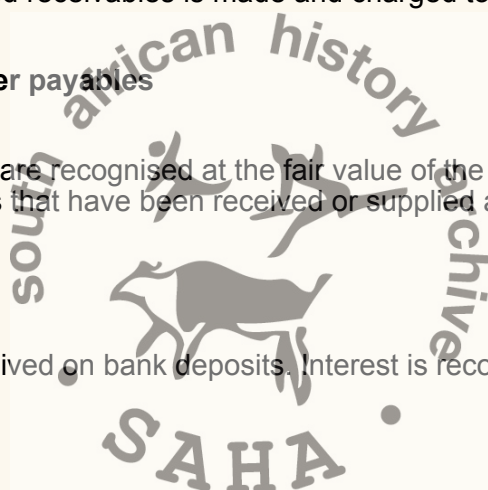 d receivables is made and charged to
er payables
are recognised at the fair value of the
s that have been received or supplied a
ived on bank deposits. Interest is reco
south african history archive
SAHA